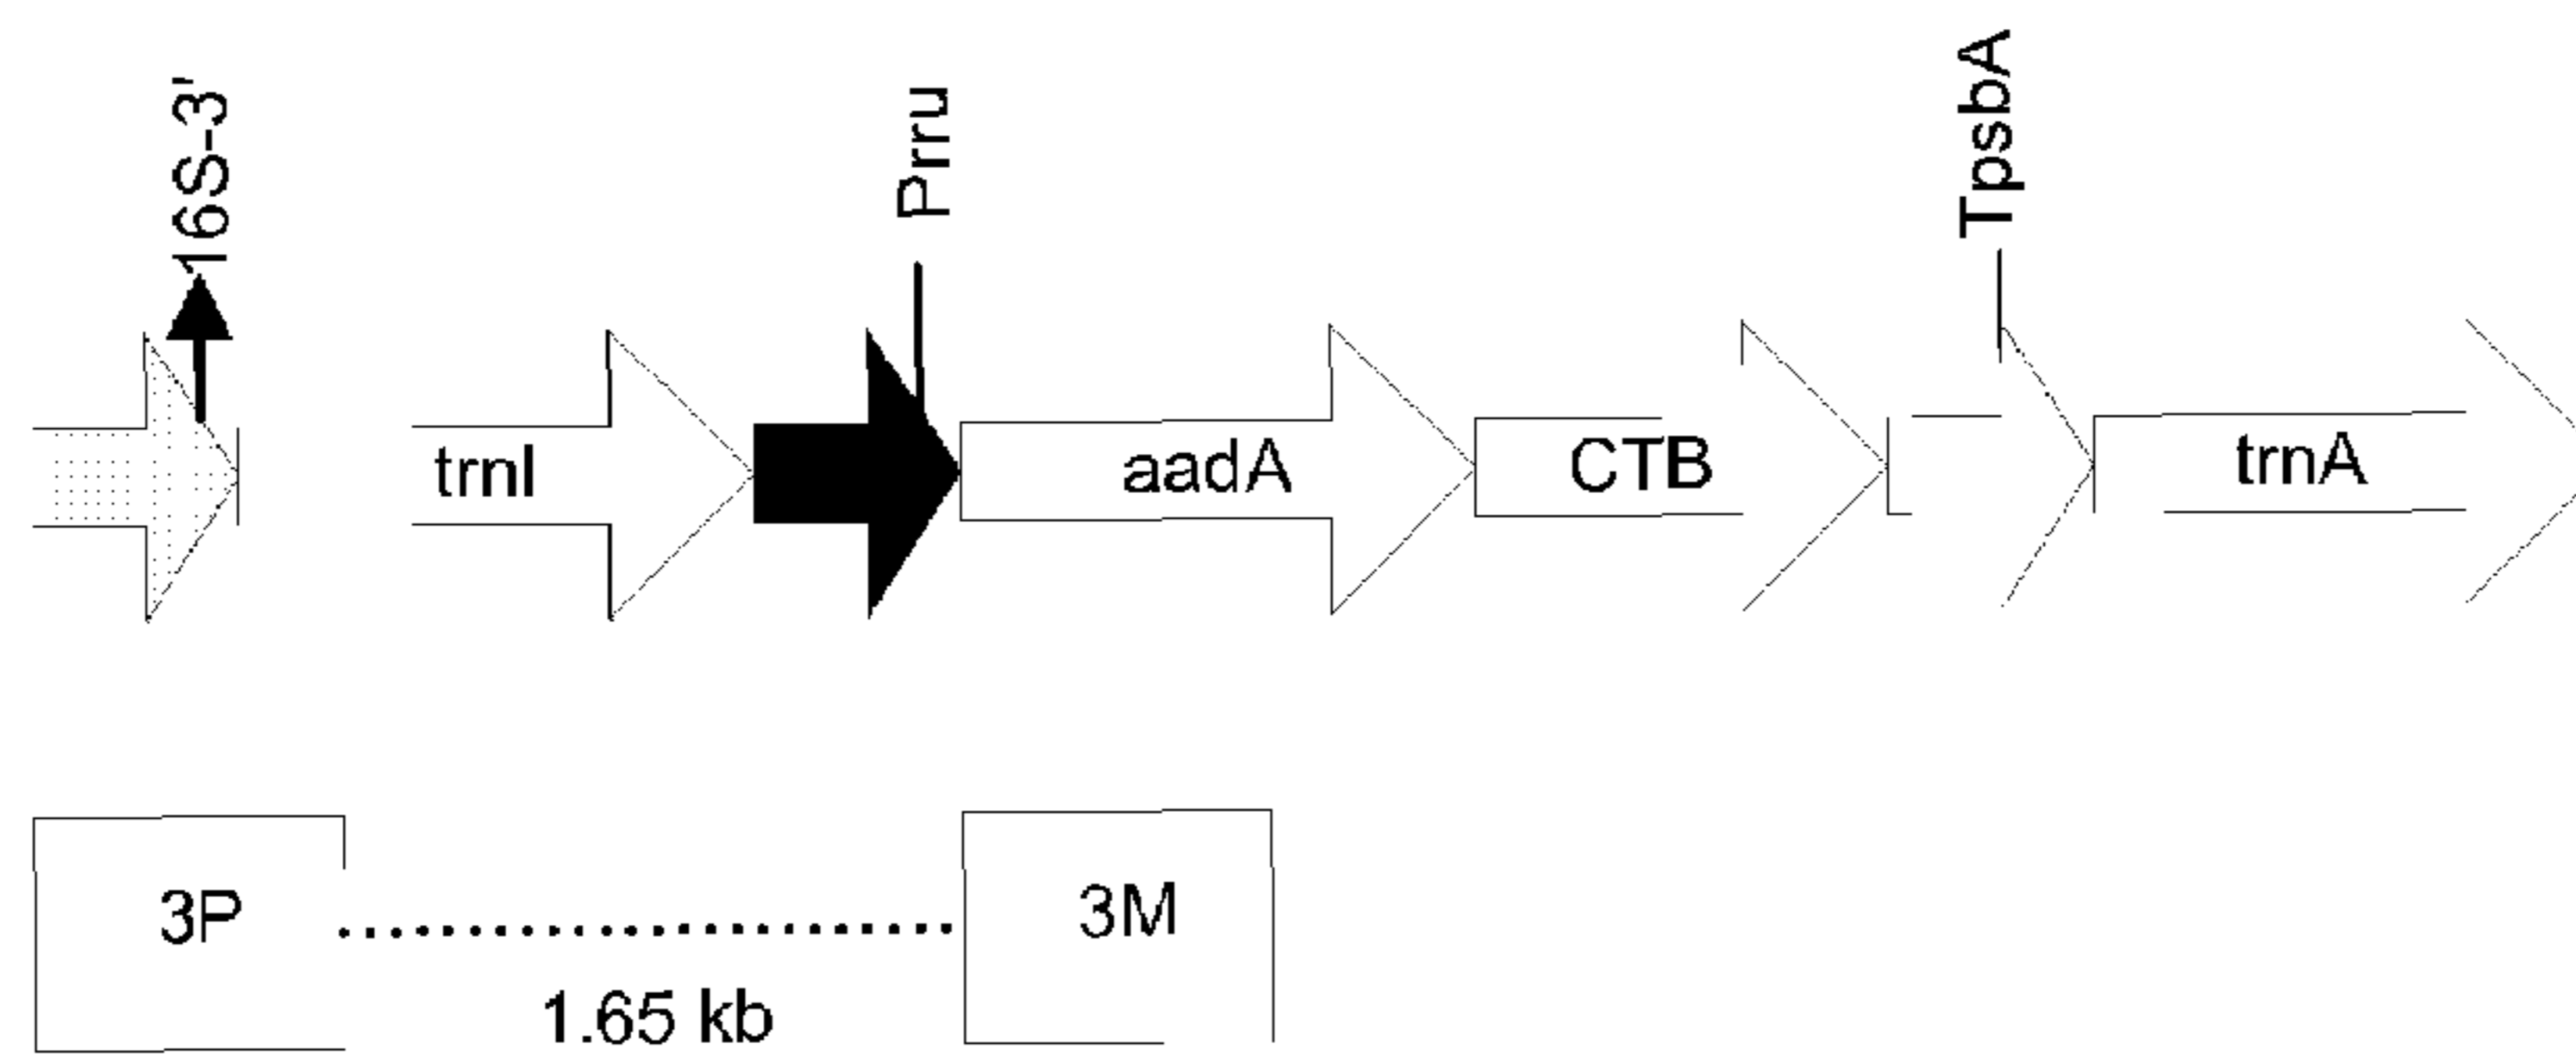 16S-3'
Prru
TpsbA
trnI
aadA
CTB
trnA
3P
3M
1.65 kb